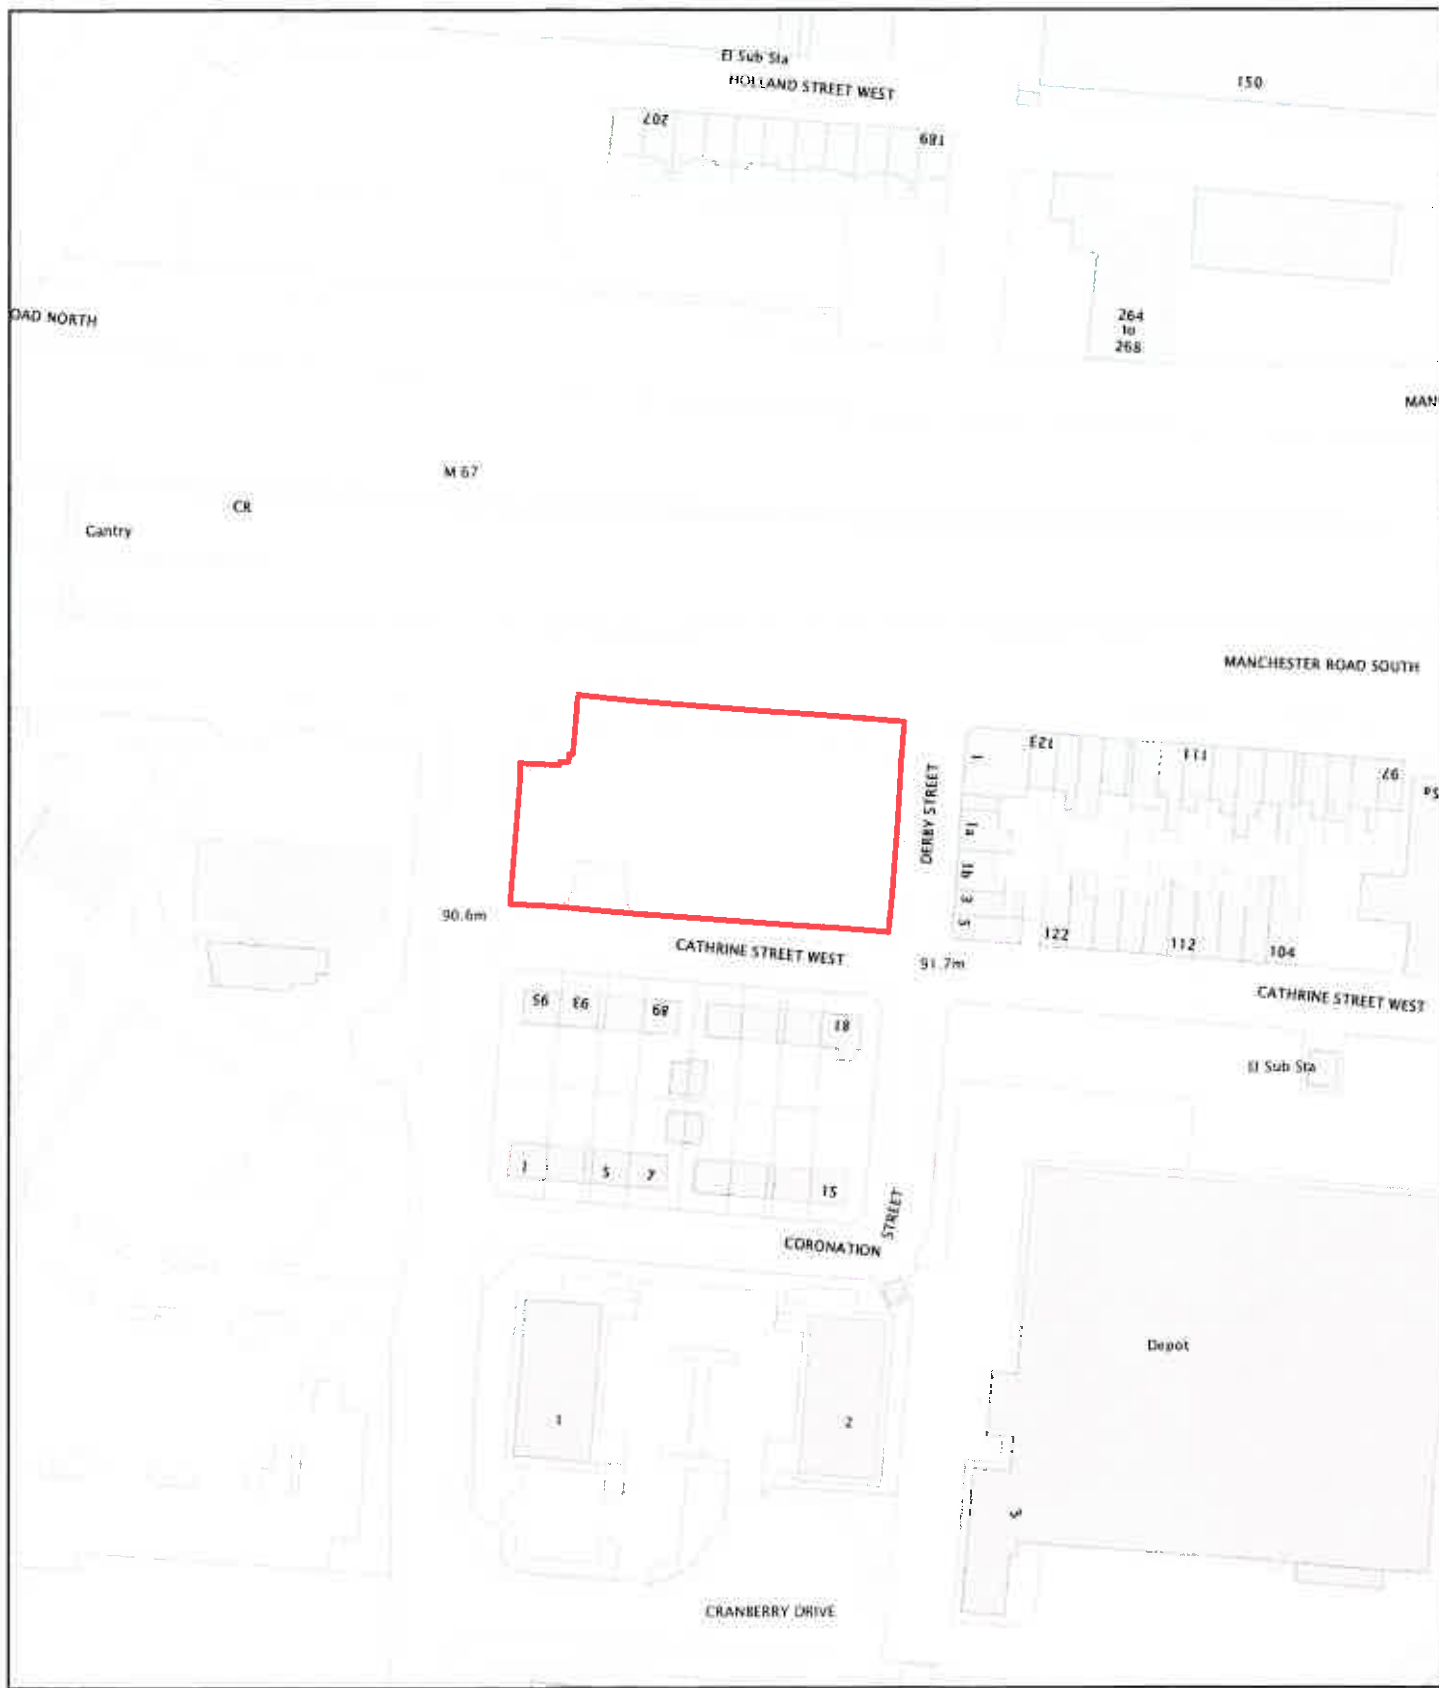 El Sub Sta
HOLLAND STREET WEST
150
207
189
OAD NORTH
264
to
268
MAN
M 67
CR
Gantry
MANCHESTER ROAD SOUTH
DERBY STREET
1
123
111
97
1a
1b
3
5
90.6m
CATHRINE STREET WEST
91.7m
122
112
104
CATHRINE STREET WEST
95
93
89
81
El Sub Sta
1
5
7
15
CORONATION
STREET
Depot
1
2
3
CRANBERRY DRIVE